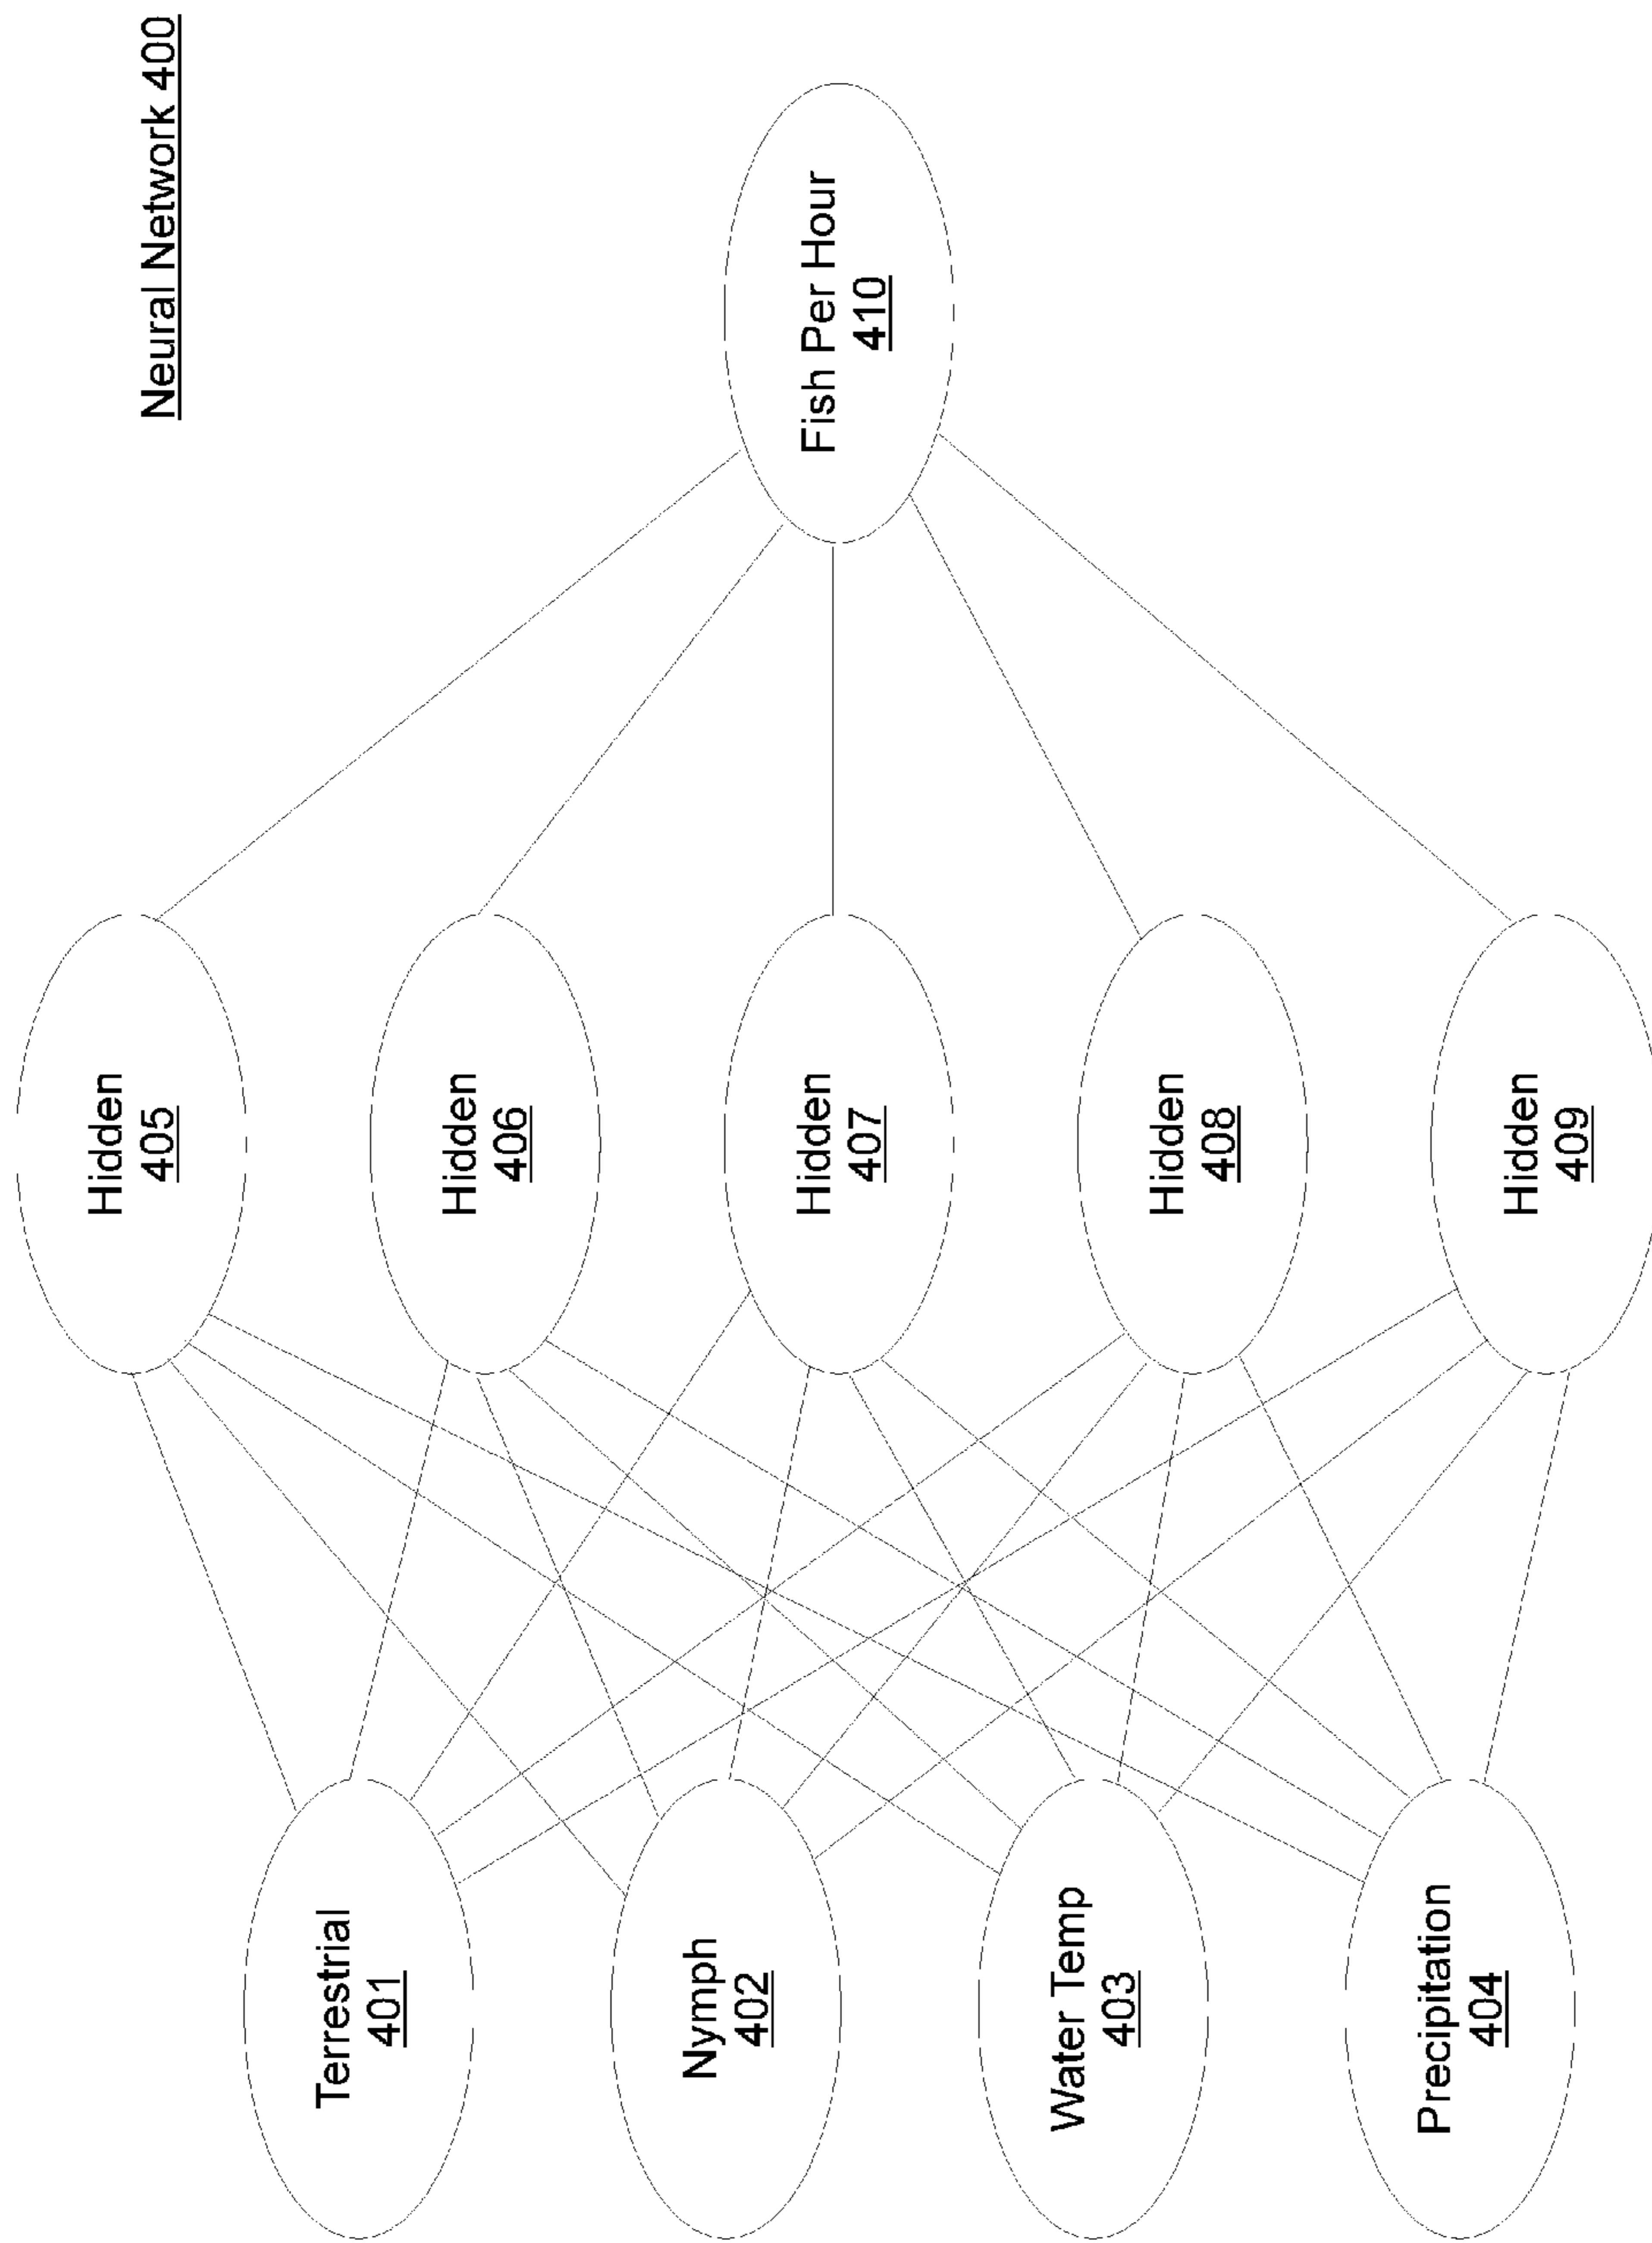 Neural Network 400
Terrestrial
401
Nymph
402
Water Temp
403
Precipitation
404
Hidden
405
Hidden
406
Hidden
407
Hidden
408
Hidden
409
Fish Per Hour
410